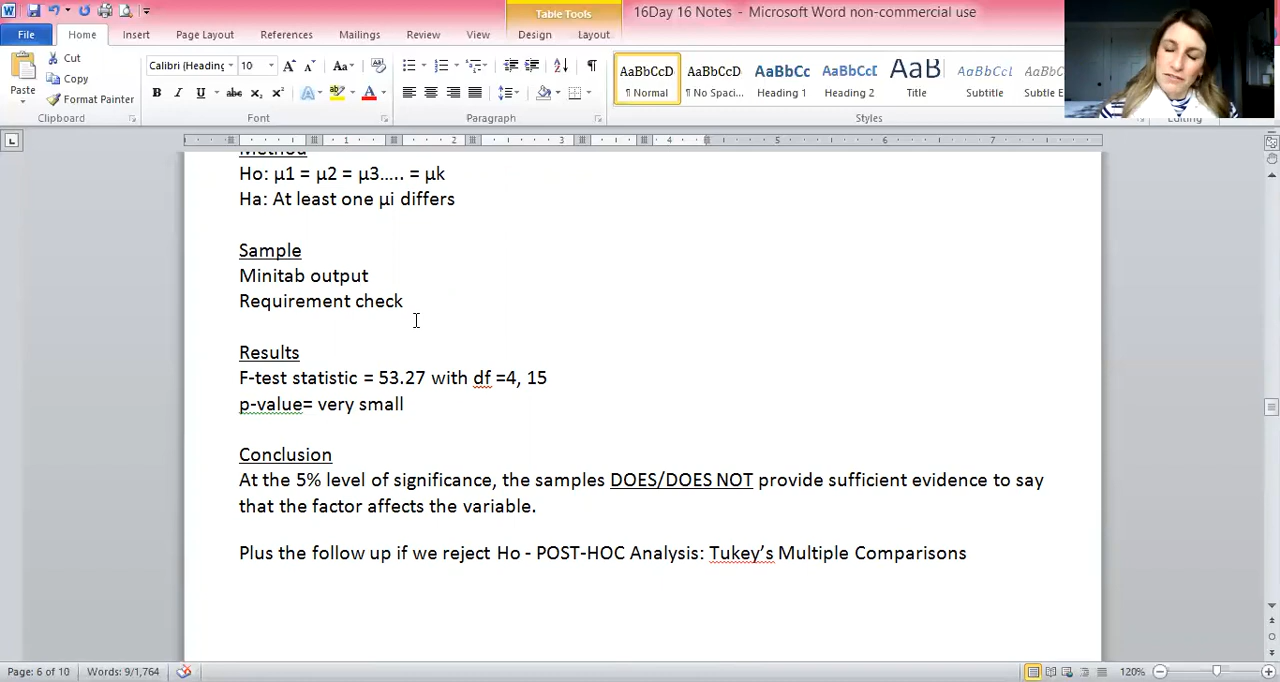 16Day 16 Notes - Microsoft Word non-commercial use
Table Tools
File Home Insert Page Layout References Mailings Review View Design Layout
Paste
Cut
Copy
Format Painter
Clipboard
Calibri (Heading 10
Font
Paragraph
AaBbCcD
¶ Normal
AaBbCcD
¶ No Spaci...
AaBbCc
Heading 1
AaBbCc
Heading 2
AaB
Title
AaBbCcL
Subtitle
AaBbCc
Subtle E
Styles
Editing
Method
Ho: µ1 = µ2 = µ3….. = µk
Ha: At least one µi differs
Sample
Minitab output
Requirement check
Results
F-test statistic = 53.27 with df =4, 15
p-value= very small
Conclusion
At the 5% level of significance, the samples DOES/DOES NOT provide sufficient evidence to say
that the factor affects the variable.
Plus the follow up if we reject Ho - POST-HOC Analysis: Tukey’s Multiple Comparisons
Page: 6 of 10 Words: 9/1,764 120%